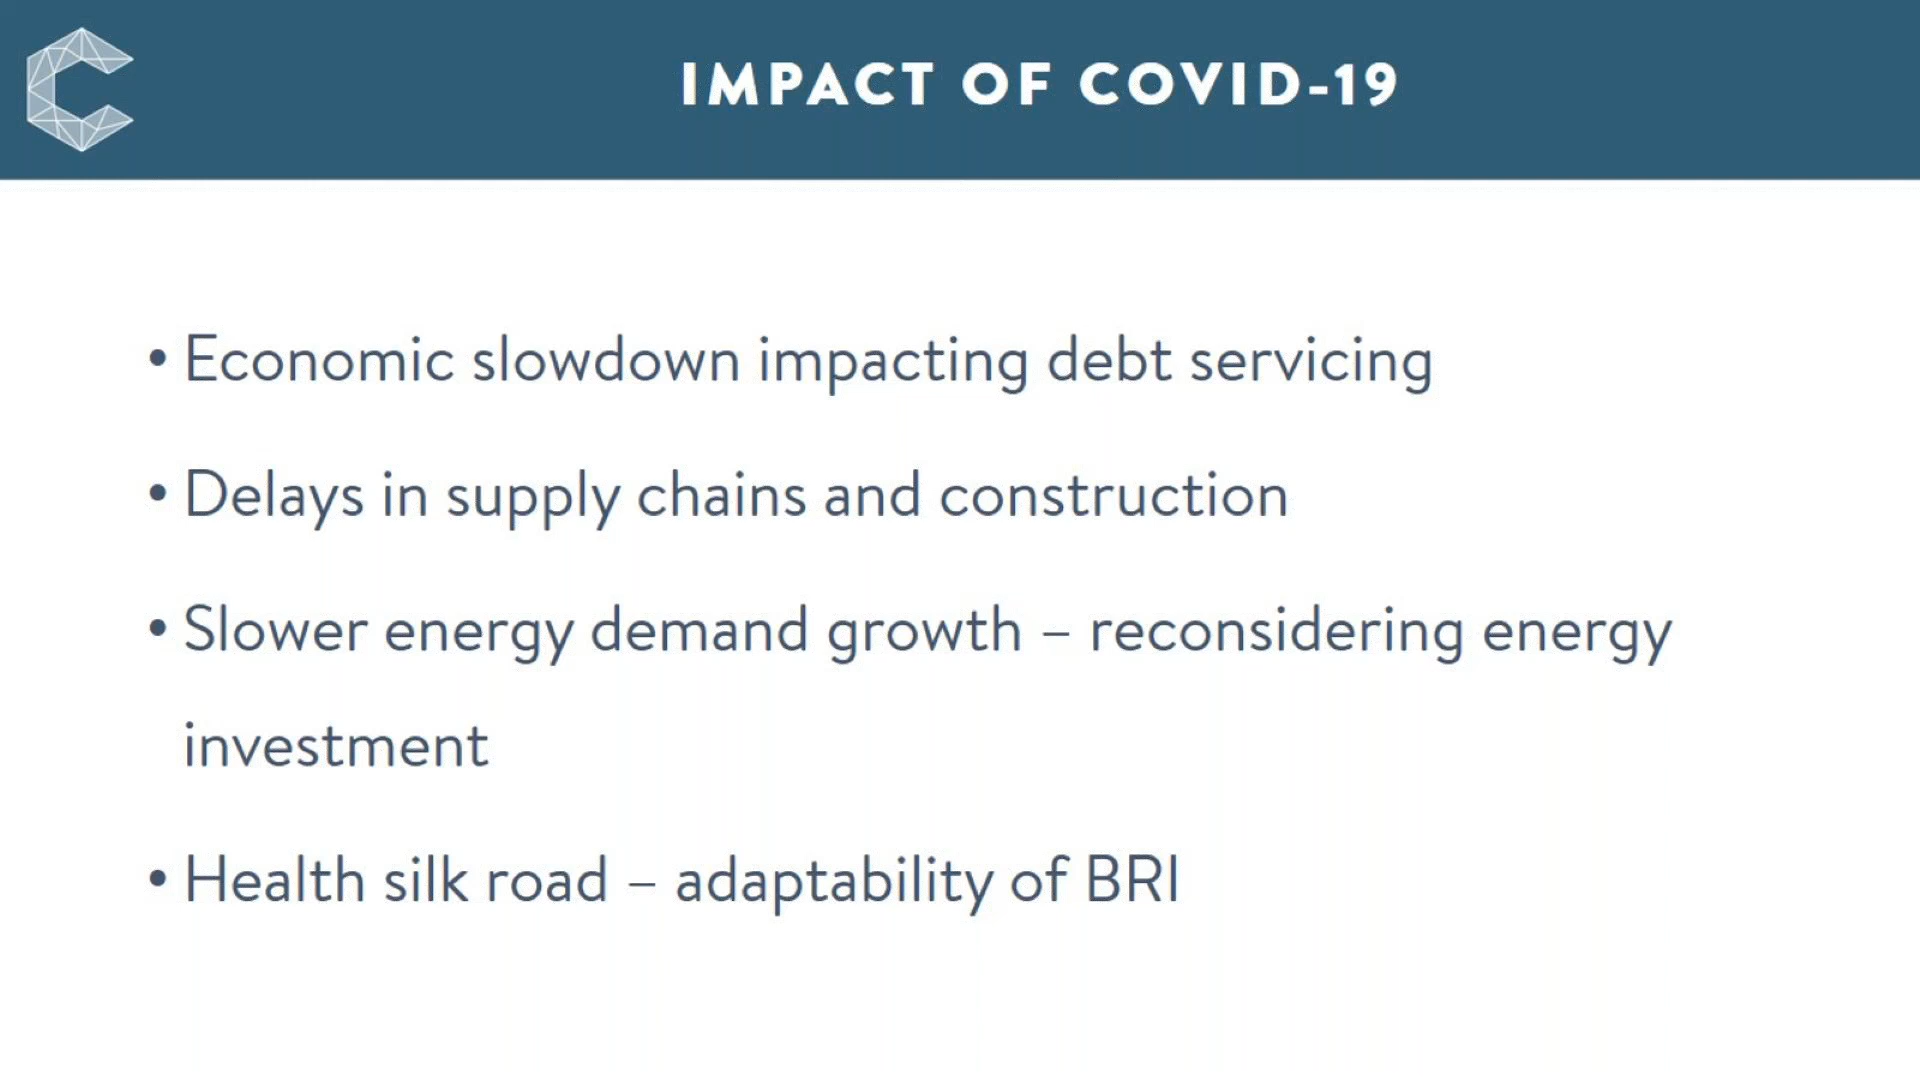 IMPACT OF COVID-19
• Economic slowdown impacting debt servicing
• Delays in supply chains and construction
• Slower energy demand growth – reconsidering energy
investment
• Health silk road – adaptability of BRI